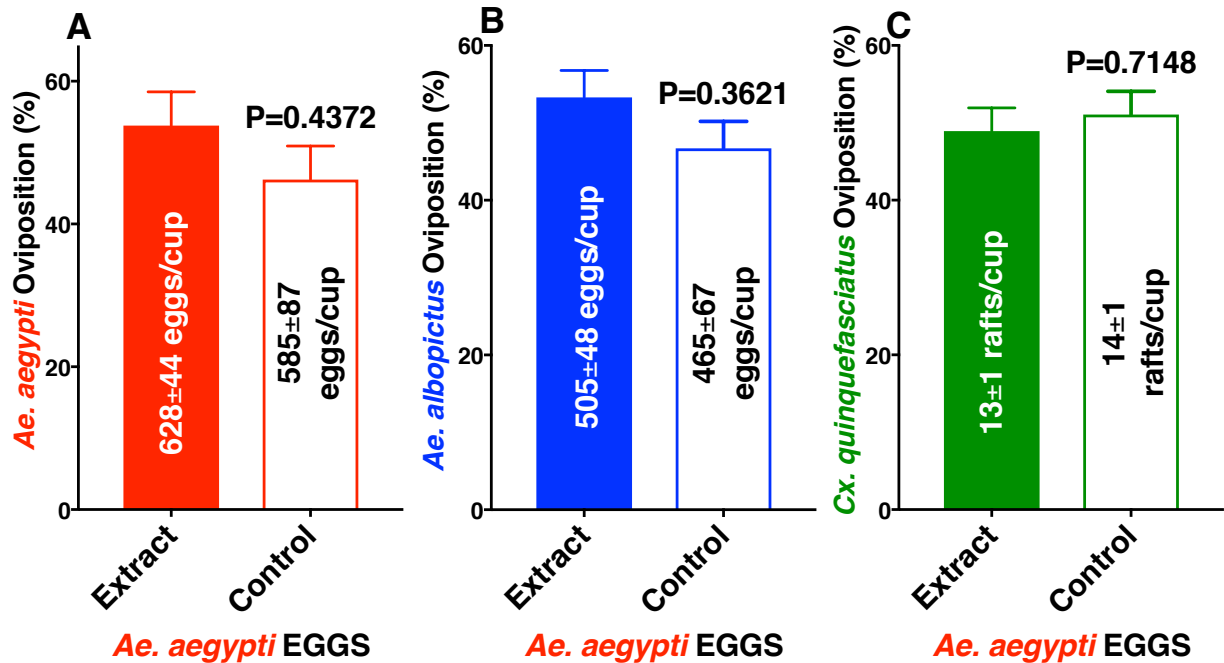 A
Ae. aegypti Oviposition (%)
60
40
20
0
P=0.4372
628±44 eggs/cup
585±87
eggs/cup
Extract
Control
Ae. aegypti EGGS
B
Ae. albopictus Oviposition (%)
60
40
20
0
P=0.3621
505±48 eggs/cup
465±67
eggs/cup
Extract
Control
Ae. aegypti EGGS
C
Cx. quinquefasciatus Oviposition (%)
60
40
20
0
P=0.7148
13±1 rafts/cup
14±1
rafts/cup
Extract
Control
Ae. aegypti EGGS